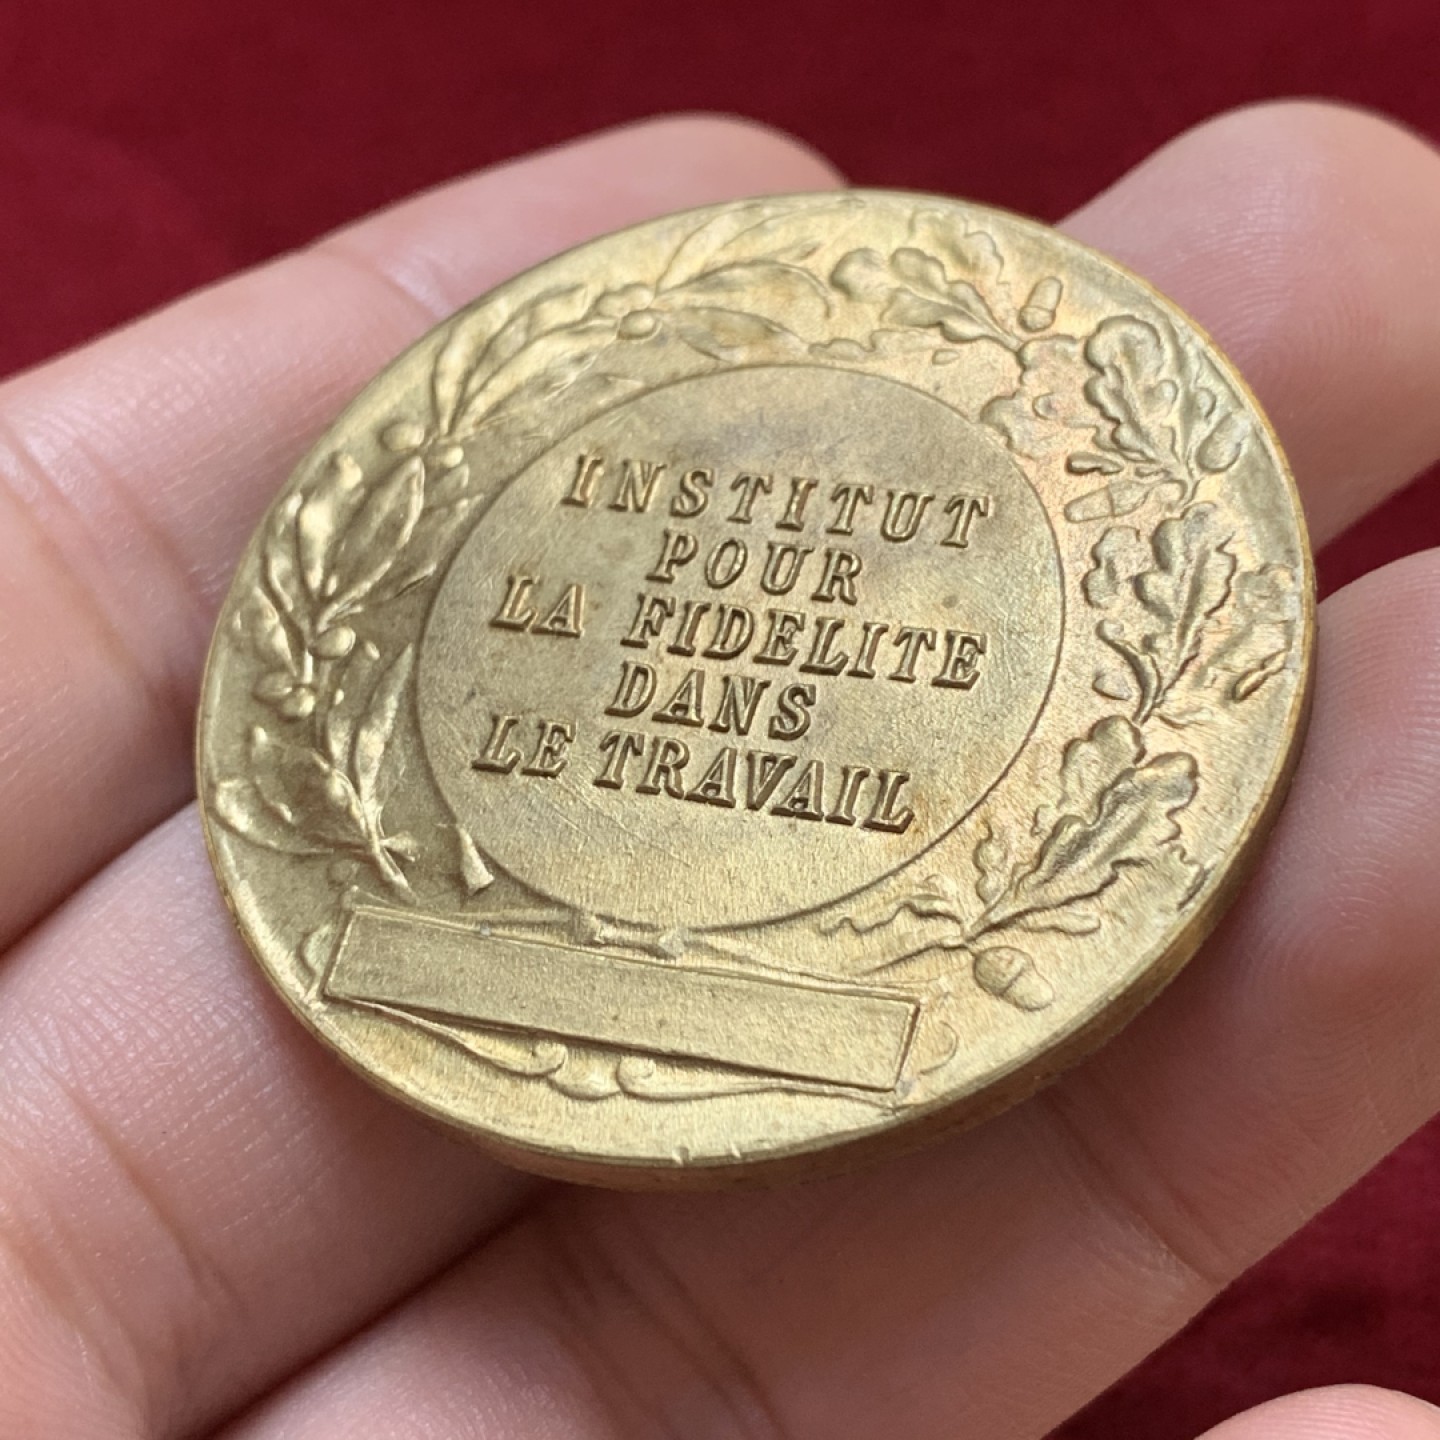 INSTITUT
POUR
LA FIDELITE
DANS
LE TRAVAIL